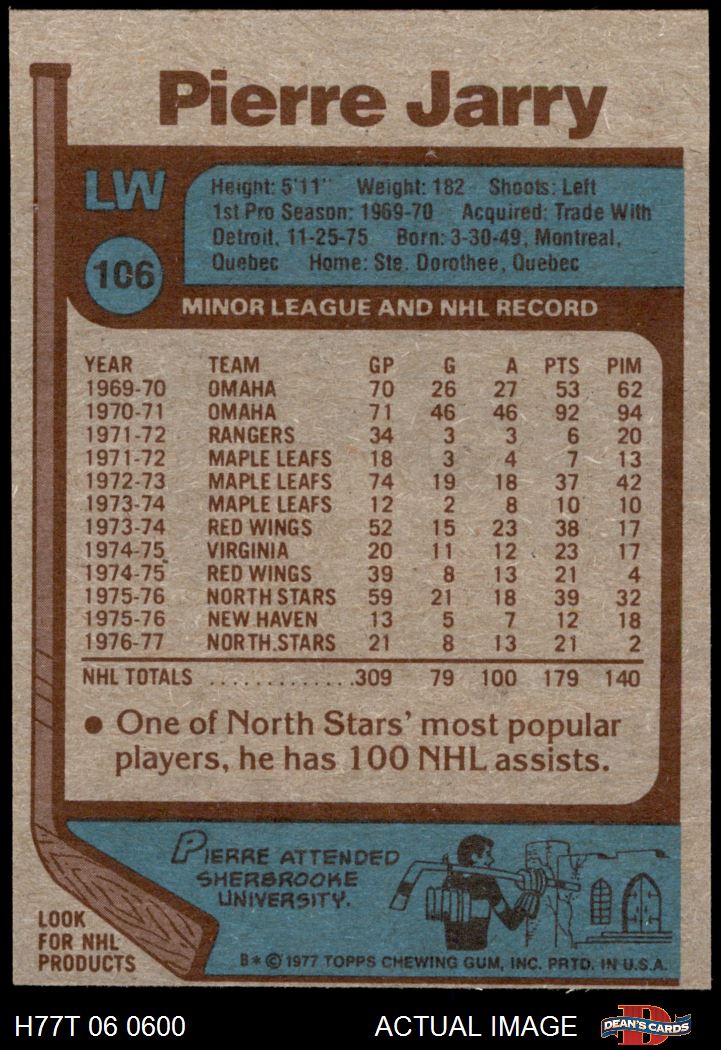 Pierre Jarry
LW
106
Height: 5'11" Weight: 182 Shoots: Left
1st Pro Season: 1969-70 Acquired: Trade With
Detroit, 11-25-75 Born: 3-30-49, Montreal,
Quebec Home: Ste. Dorothee, Quebec
MINOR LEAGUE AND NHL RECORD
YEAR TEAM GP G A PTS PIM
1969-70 OMAHA 70 26 27 53 62
1970-71 OMAHA 71 46 46 92 94
1971-72 RANGERS 34 3 3 6 20
1971-72 MAPLE LEAFS 18 3 4 7 13
1972-73 MAPLE LEAFS 74 19 18 37 42
1973-74 MAPLE LEAFS 12 2 8 10 10
1973-74 RED WINGS 52 15 23 38 17
1974-75 VIRGINIA 20 11 12 23 17
1974-75 RED WINGS 39 8 13 21 4
1975-76 NORTH STARS 59 21 18 39 32
1975-76 NEW HAVEN 13 5 7 12 18
1976-77 NORTH.STARS 21 8 13 21 2
NHL TOTALS .............309 79 100 179 140
• One of North Stars' most popular
players, he has 100 NHL assists.
PIERRE ATTENDED
SHERBROOKE
UNIVERSITY.
LOOK
FOR NHL
PRODUCTS
B* © 1977 TOPPS CHEWING GUM, INC. PRTD. IN U.S.A.
H77T 06 0600 ACTUAL IMAGE
D
DEAN'S CARDS